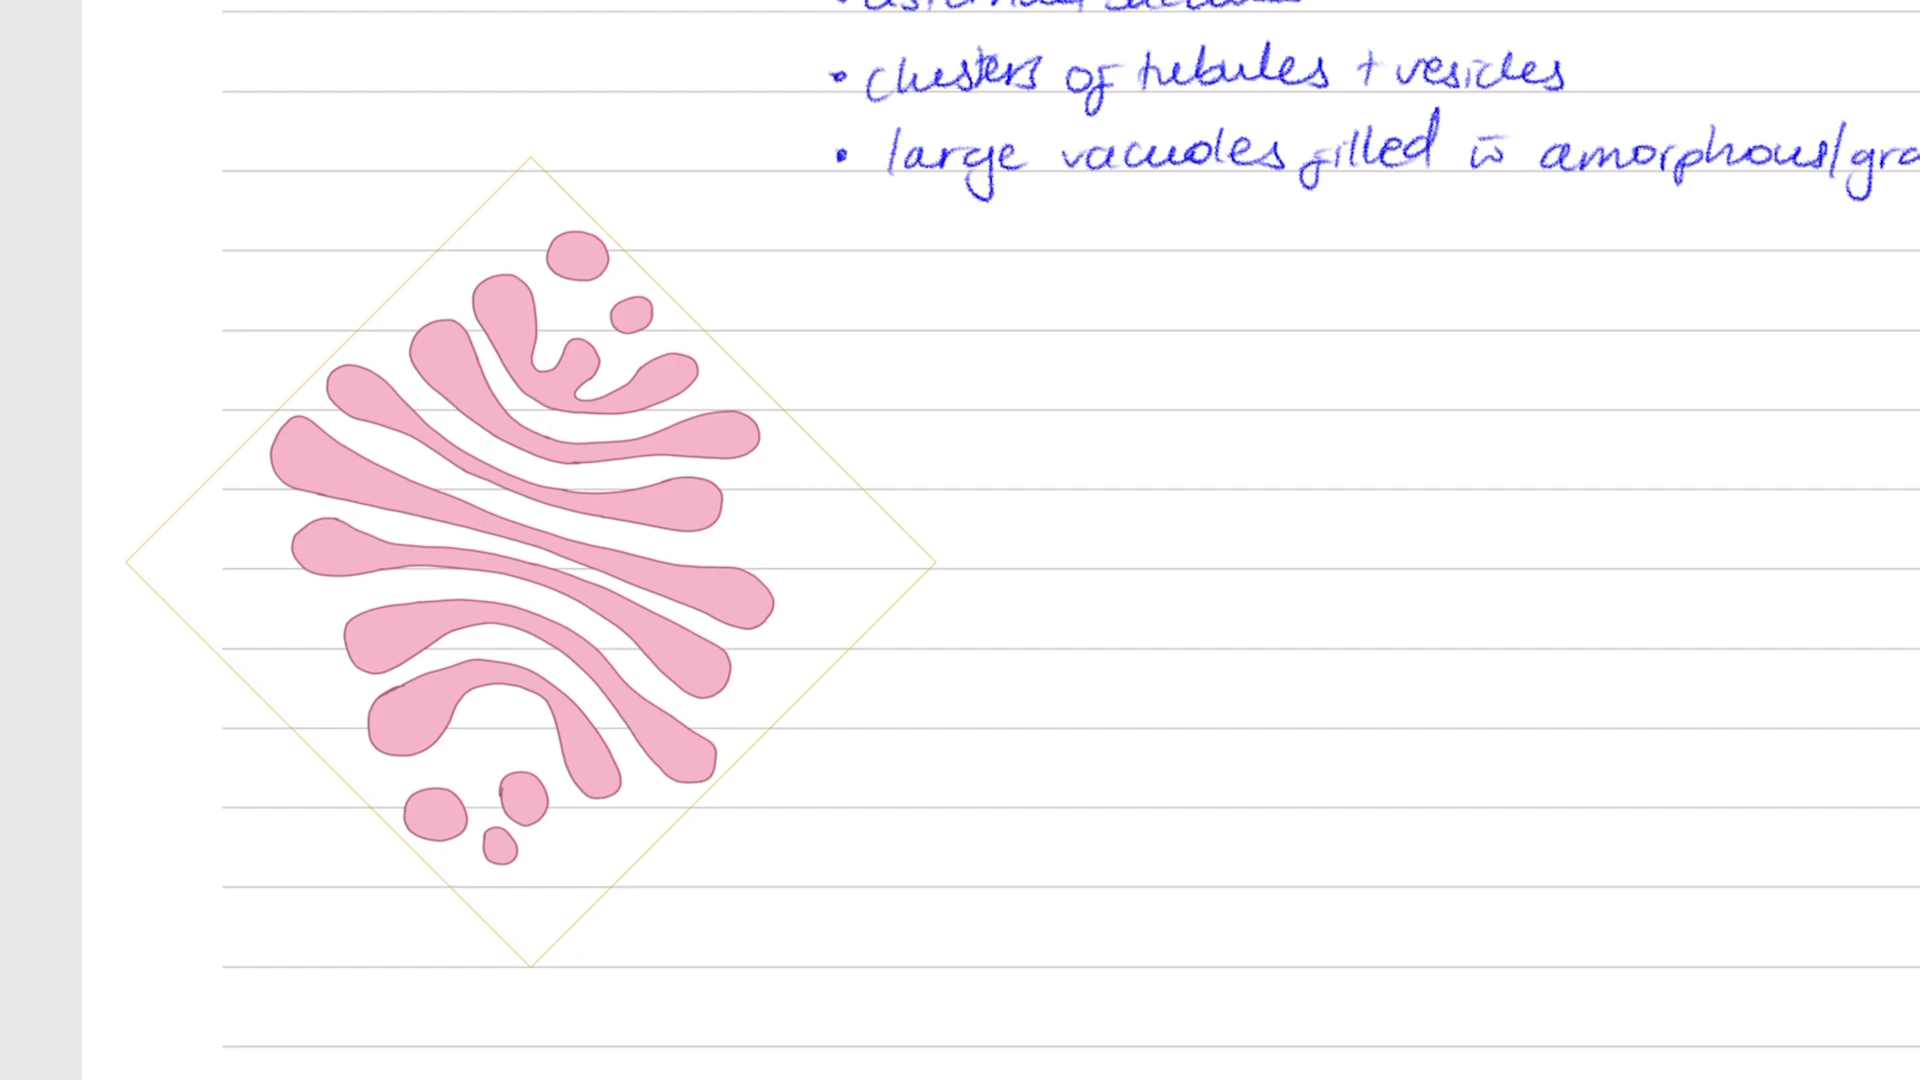 • clusters of tubules + vesicles
• large vacuoles filled w̅ amorphous/gra